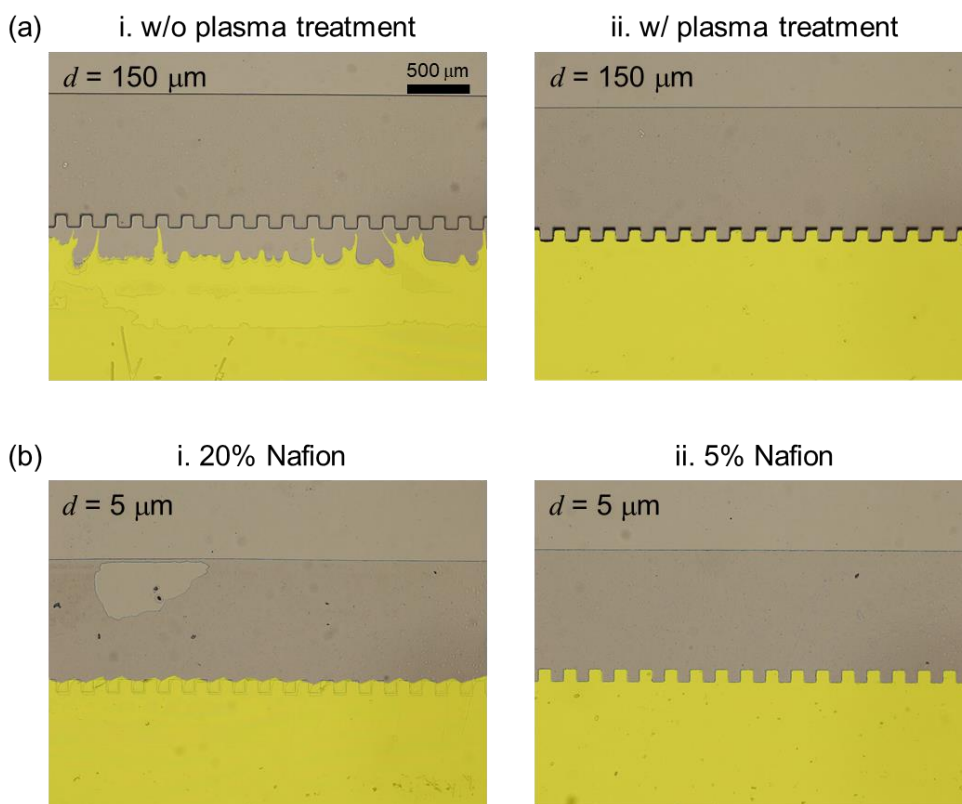 (a)
i. w/o plasma treatment
ii. w/ plasma treatment
d = 150 μm
500 μm
d = 150 μm
(b)
i. 20% Nafion
ii. 5% Nafion
d = 5 μm
d = 5 μm